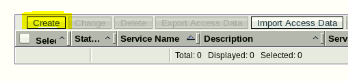 Create Change Delete Export Access Data Import Access Data
Selec Stat... Service Name Description Serv
Total: 0 Displayed: 0 Selected: 0